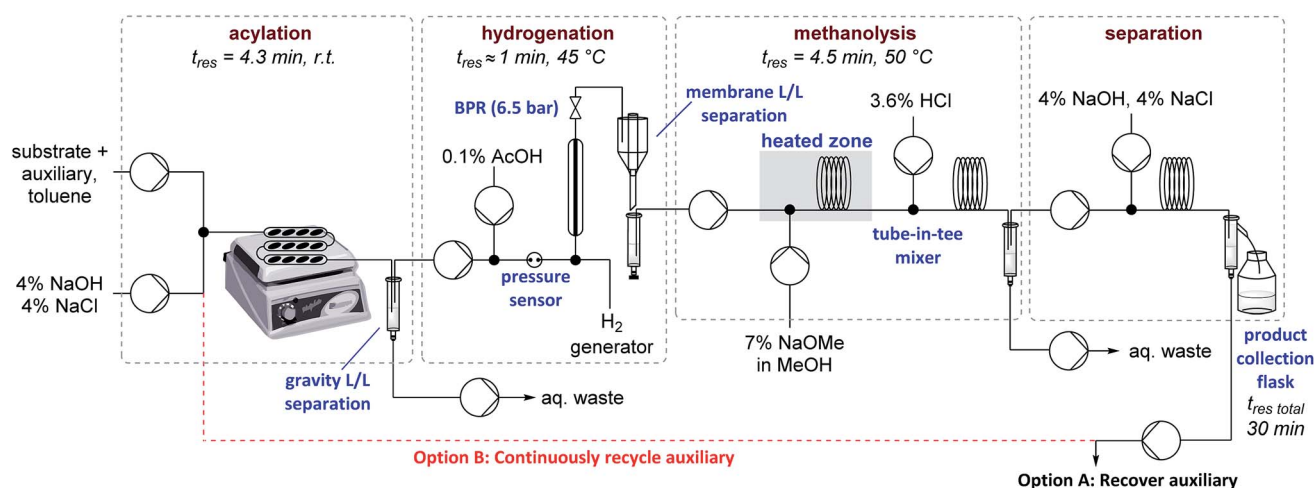 acylation
t_res = 4.3 min, r.t.
substrate +
auxiliary,
toluene
4% NaOH
4% NaCl
gravity L/L
separation
aq. waste
hydrogenation
t_res ≈ 1 min, 45 °C
BPR (6.5 bar)
0.1% AcOH
pressure
sensor
H₂
generator
membrane L/L
separation
methanolysis
t_res = 4.5 min, 50 °C
heated zone
3.6% HCl
tube-in-tee
mixer
7% NaOMe
in MeOH
aq. waste
separation
4% NaOH, 4% NaCl
product
collection
flask
t_res total
30 min
Option B: Continuously recycle auxiliary
Option A: Recover auxiliary